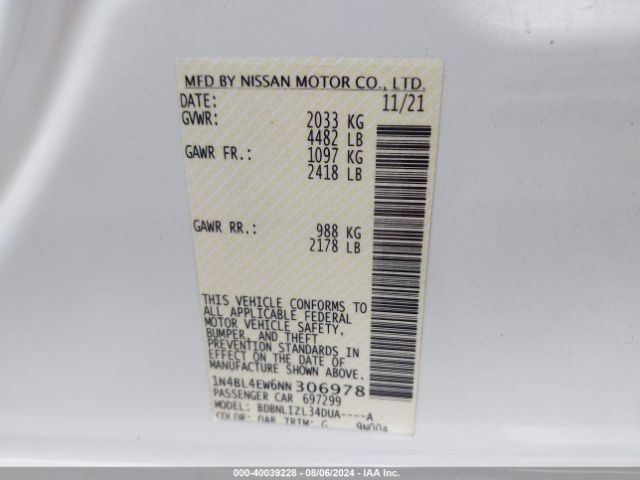 MFD BY NISSAN MOTOR CO., LTD.
DATE: 11/21
GVWR: 2033 KG
4482 LB
GAWR FR.: 1097 KG
2418 LB
GAWR RR.: 988 KG
2178 LB
THIS VEHICLE CONFORMS TO
ALL APPLICABLE FEDERAL
MOTOR VEHICLE SAFETY,
BUMPER, AND THEFT
PREVENTION STANDARDS IN
EFFECT ON THE DATE OF
MANUFACTURE SHOWN ABOVE.
1N4BL4EW6NN306978
PASSENGER CAR 697299
MODEL: BDBNLIZL34DUA----A
COLOR: QAB TRIM: G
000-40039228 - 08/06/2024 - IAA Inc.